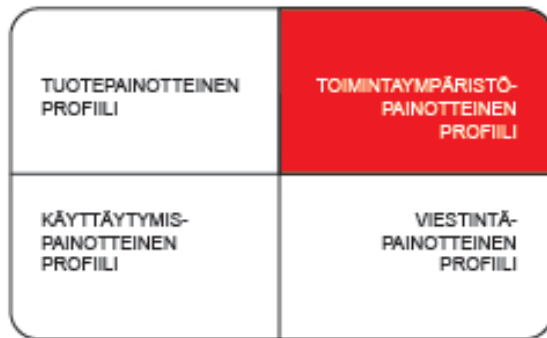 TUOTEPAINOTTEINEN
PROFIILI
TOIMINTAYMPÄRISTÖ-
PAINOTTEINEN
PROFIILI
KÄYTTÄYTYMIS-
PAINOTTEINEN
PROFIILI
VIESTINTÄ-
PAINOTTEINEN
PROFIILI